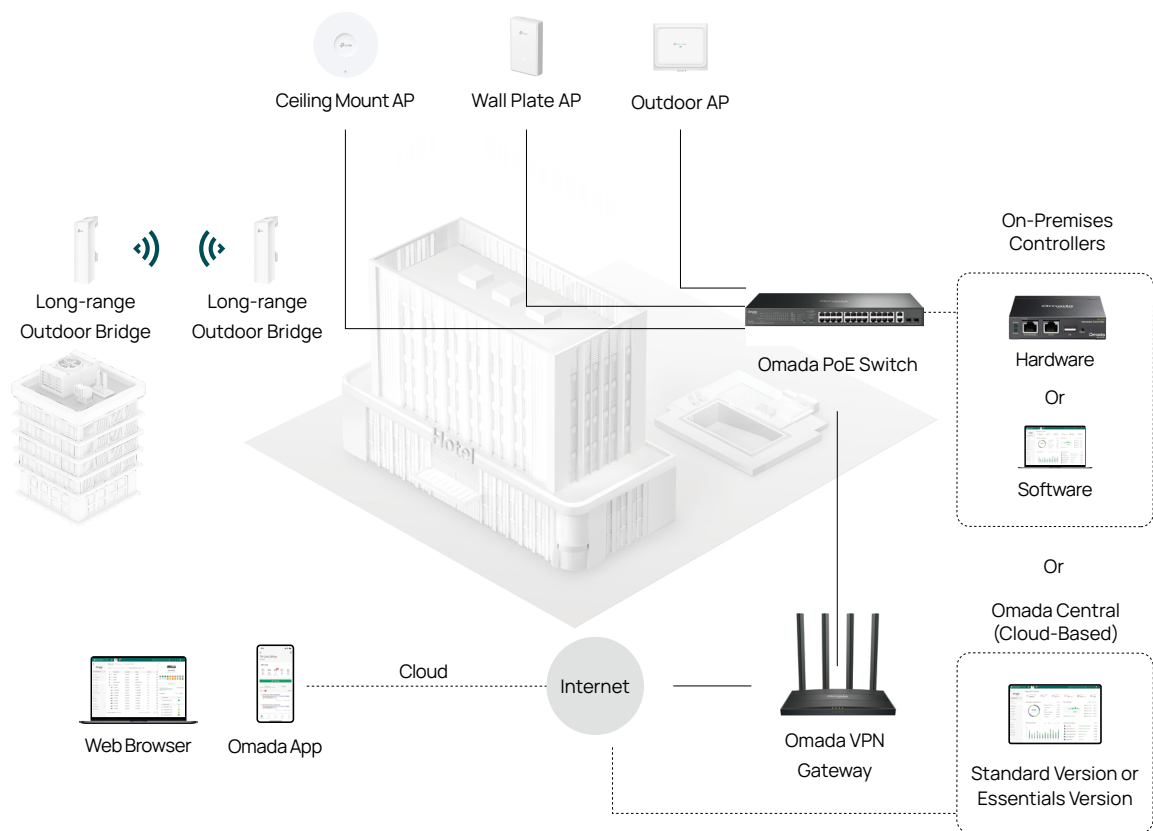 Ceiling Mount AP
Wall Plate AP
Outdoor AP
On-Premises
Controllers
Long-range
Outdoor Bridge
Long-range
Outdoor Bridge
Omada
Omada
Omada PoE Switch
Hardware
Or
Hotel
Software
Or
Omada Central
(Cloud-Based)
Cloud
Internet
Web Browser
Omada App
Omada VPN
Gateway
Standard Version or
Essentials Version